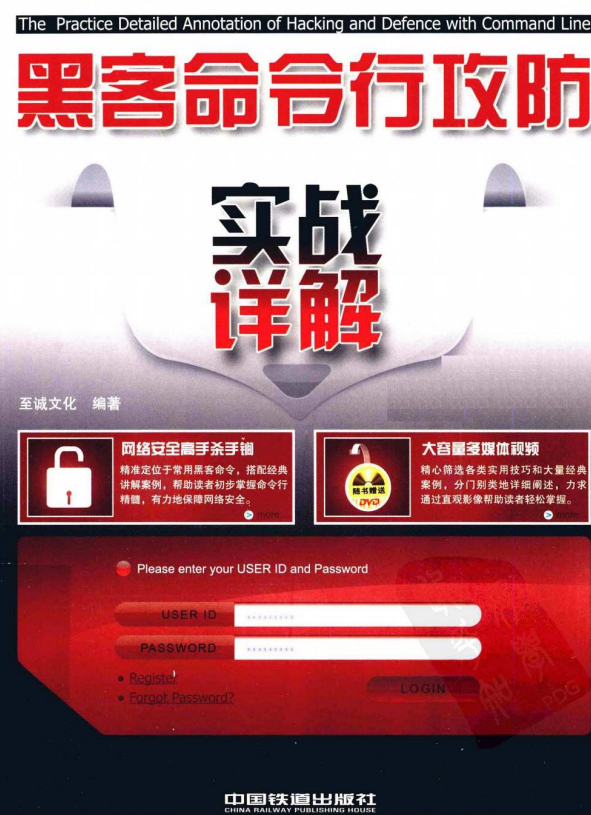 The Practice Detailed Annotation of Hacking and Defence with Command Line
黑客命令行攻防
实战
详解
至诚文化 编著
网络安全高手杀手锏
精准定位于常用黑客命令，搭配经典
讲解案例，帮助读者初步掌握命令行
精髓，有力地保障网络安全。
more
大容量多媒体视频
随书赠送
DVD
精心筛选各类实用技巧和大量经典
案例，分门别类地详细阐述，力求
通过直观影像帮助读者轻松掌握。
more
Please enter your USER ID and Password
USER ID
*********
PASSWORD
*********
Register
Forgot Password?
LOGIN
PDG
中国铁道出版社
CHINA RAILWAY PUBLISHING HOUSE